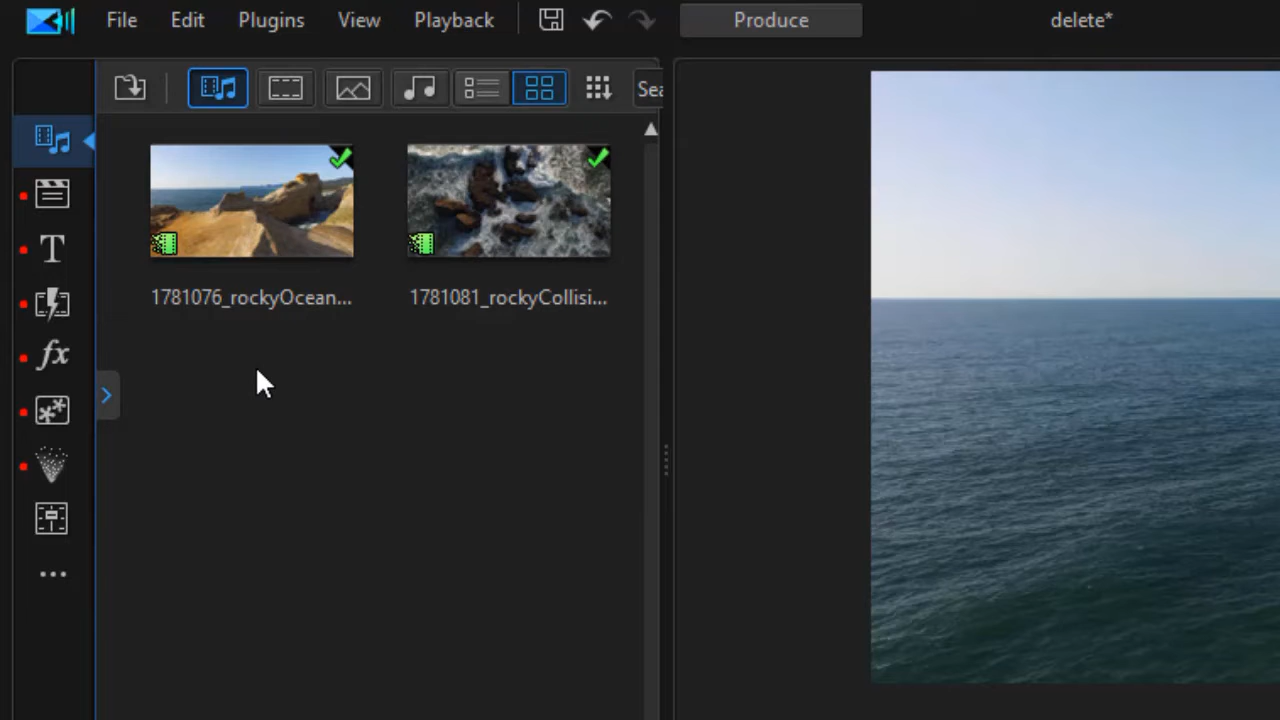 File Edit Plugins View Playback Produce delete*
Sea
T
fx
1781076_rockyOcean... 1781081_rockyCollisi...